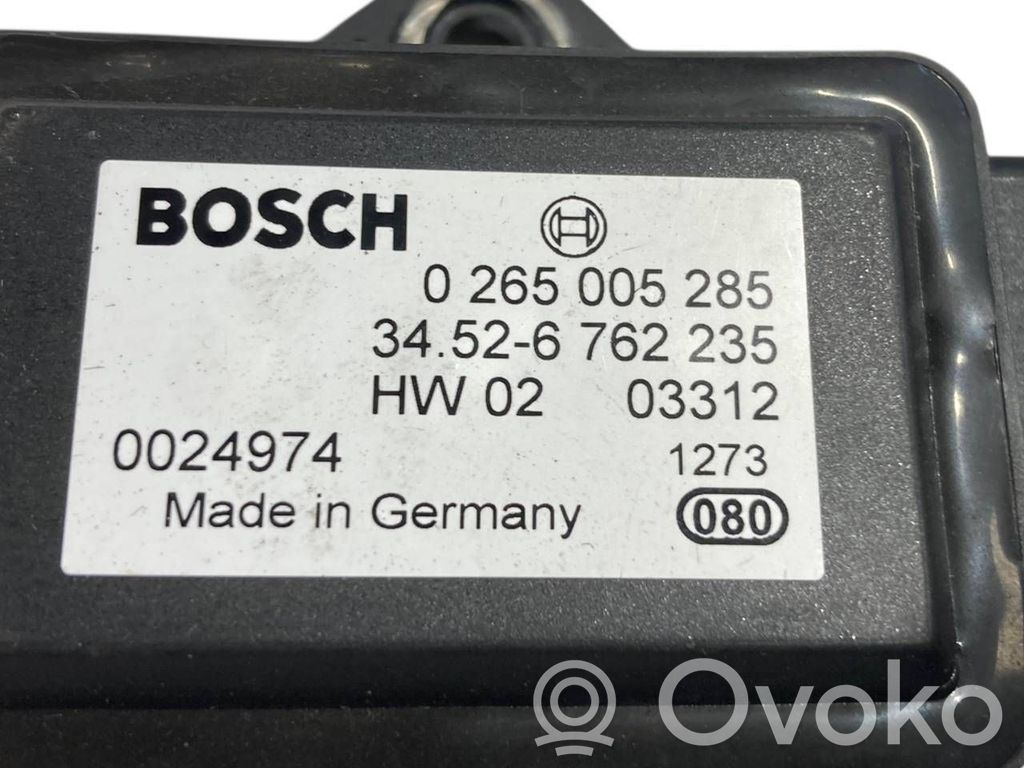 BOSCH
0 265 005 285
34.52-6 762 235
HW 02 03312
0024974 1273
Made in Germany 080
Ovoko